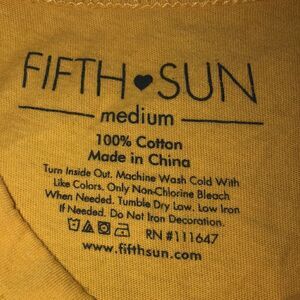 FIFTH SUN
medium
100% Cotton
Made in China
Turn Inside Out. Machine Wash Cold With
Like Colors. Only Non-Chlorine Bleach
When Needed. Tumble Dry Low. Low Iron
If Needed. Do Not Iron Decoration.
RN #111647
www.fifthsun.com